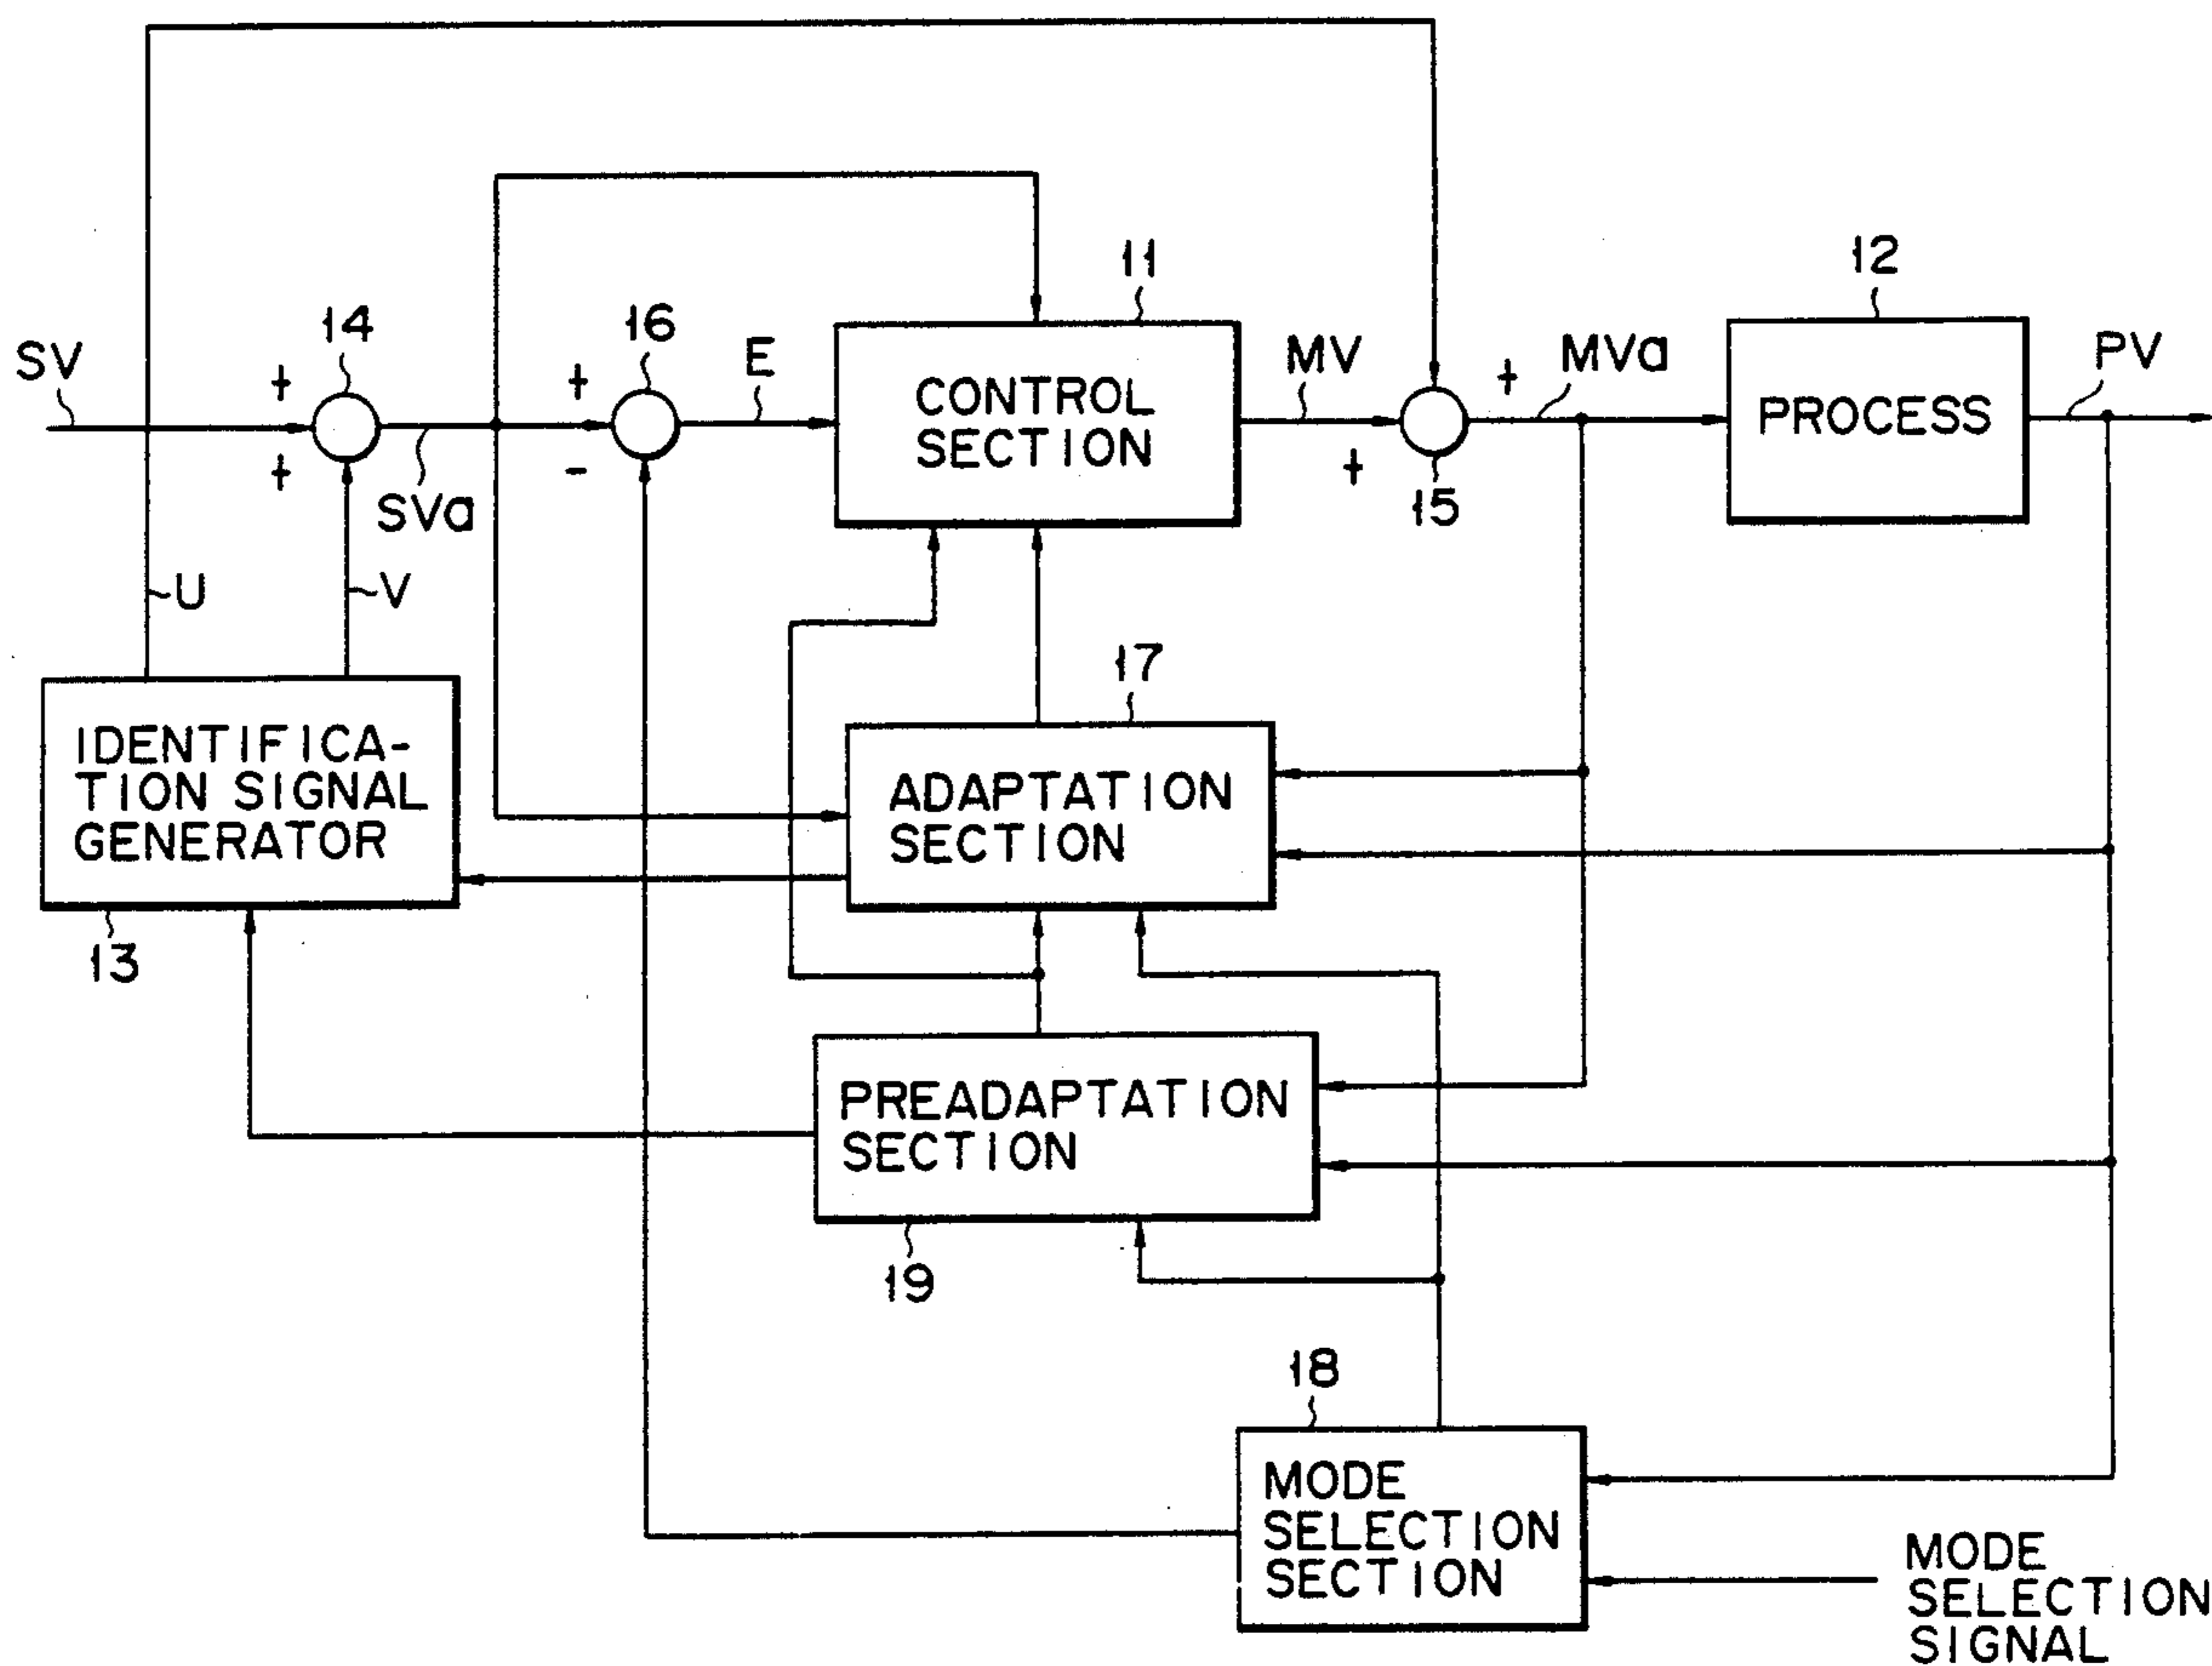 11
12
14
16
SV
+
+
E
MV
+
MVa
PV
CONTROL
SECTION
PROCESS
+
-
+
SVa
15
U
V
17
IDENTIFICA-
TION SIGNAL
GENERATOR
ADAPTATION
SECTION
13
PREADAPTATION
SECTION
19
18
MODE
SELECTION
SECTION
MODE
SELECTION
SIGNAL